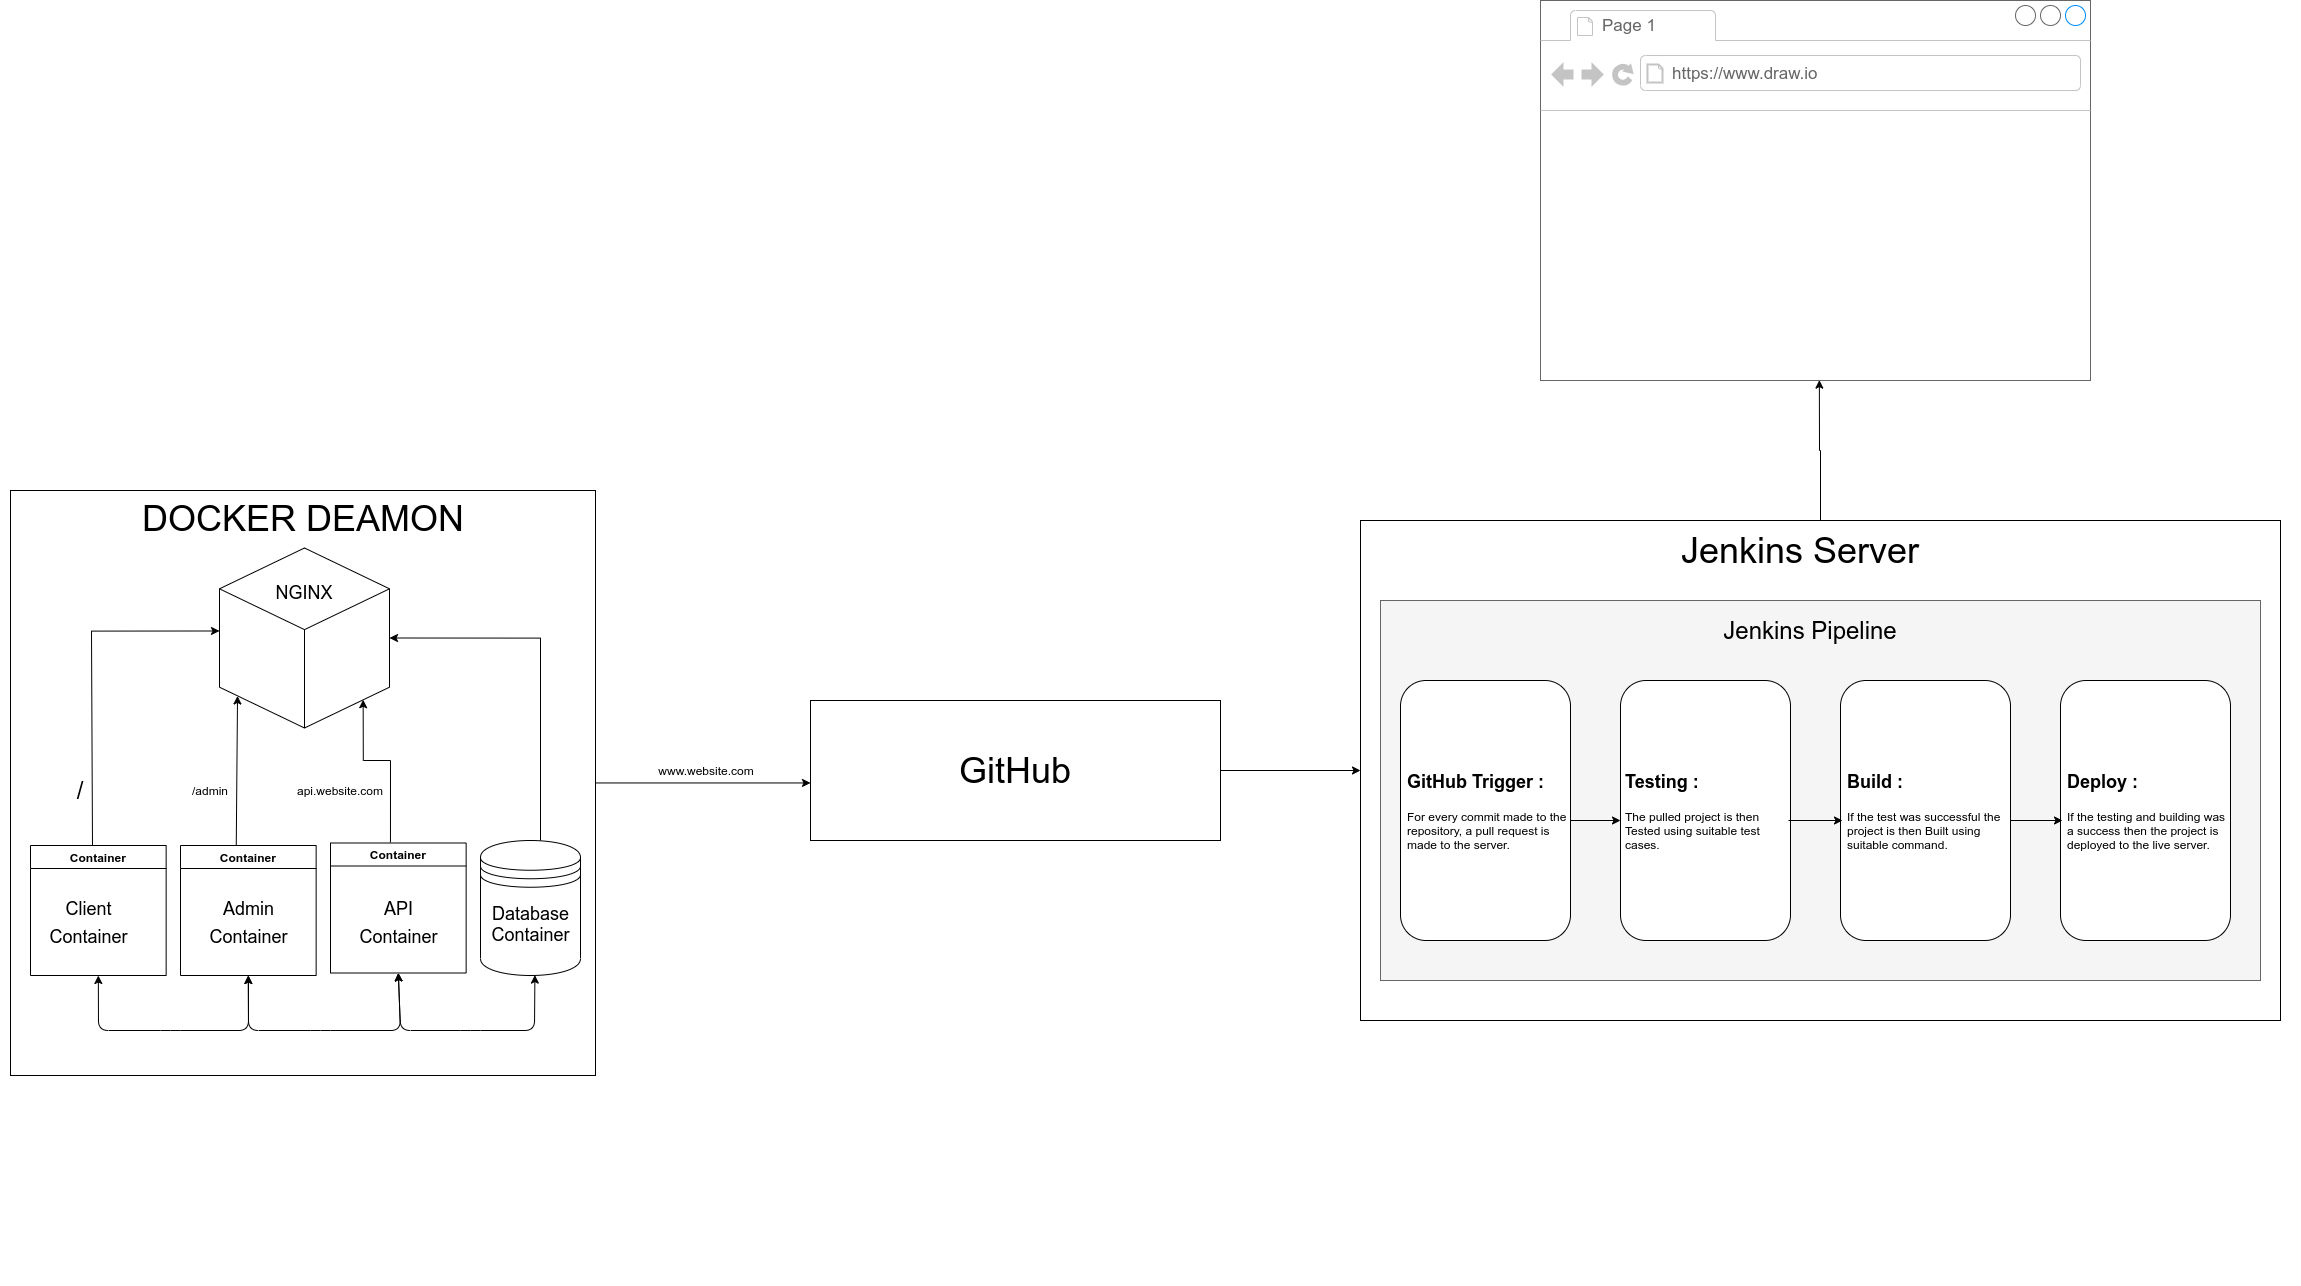 Page 1
https://www.draw.io
DOCKER DEAMON
NGINX
/
/admin
api.website.com
Container
Client
Container
Container
Admin
Container
Container
API
Container
Database
Container
www.website.com
GitHub
Jenkins Server
Jenkins Pipeline
GitHub Trigger :
For every commit made to the
repository, a pull request is
made to the server.
Testing :
The pulled project is then
Tested using suitable test
cases.
Build :
If the test was successful the
project is then Built using
suitable command.
Deploy :
If the testing and building was
a success then the project is
deployed to the live server.